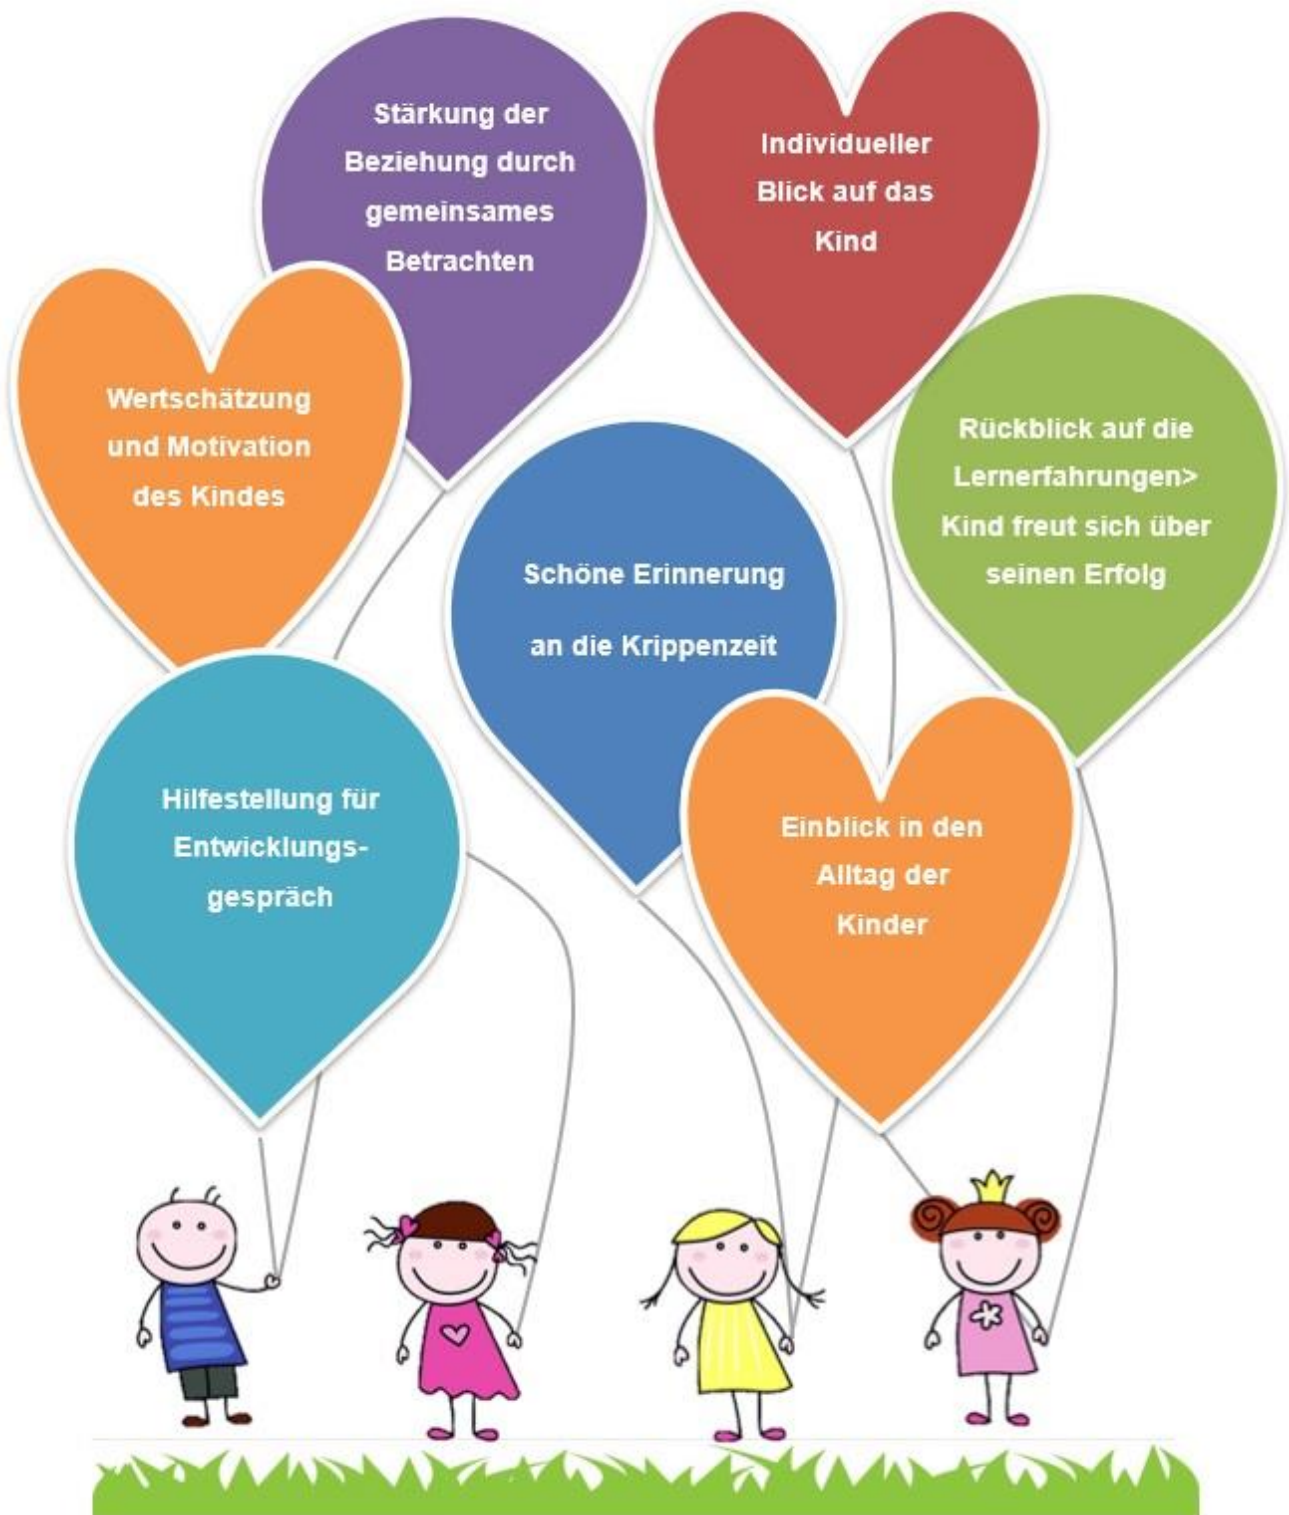 Stärkung der
Beziehung durch
gemeinsames
Betrachten
Individueller
Blick auf das
Kind
Wertschätzung
und Motivation
des Kindes
Rückblick auf die
Lernerfahrungen>
Kind freut sich über
seinen Erfolg
Schöne Erinnerung
an die Krippenzeit
Hilfestellung für
Entwicklungs-
gespräch
Einblick in den
Alltag der
Kinder